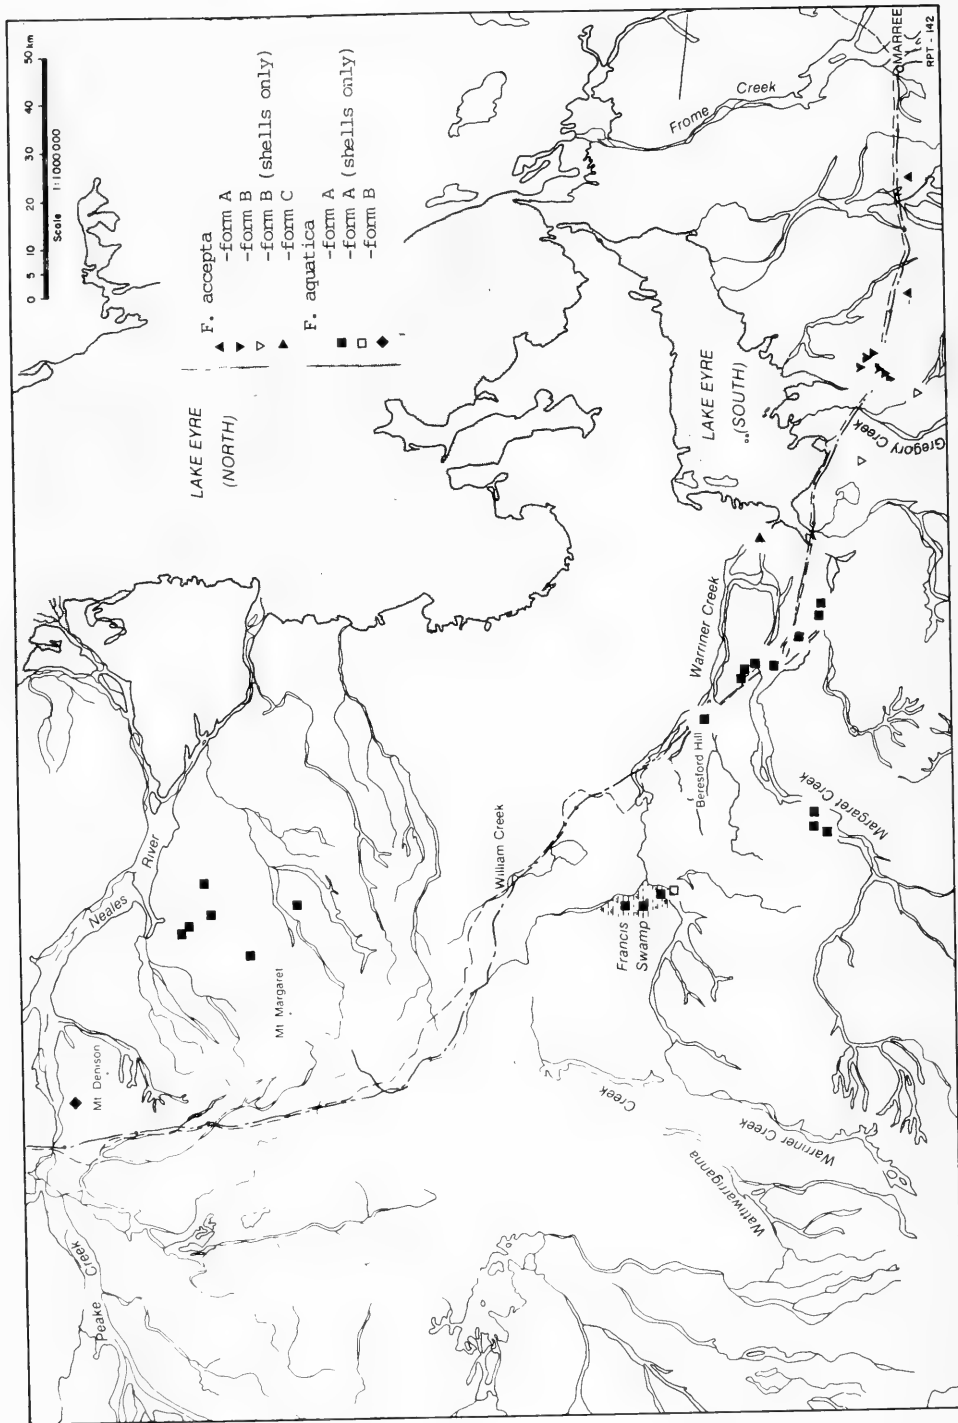 0 5 10 20 30 40 50 km
Scale 1:1000 000
F. accepta
-form A
-form B
-form B (shells only)
-form C
F. aquatica
-form A
-form A (shells only)
-form B
LAKE EYRE
(NORTH)
LAKE EYRE
(SOUTH)
Frome Creek
MARREE
RPT - 142
Gregory Creek
Warriner Creek
Beresford Hill
Margaret Creek
William Creek
Francis
Swamp
Neales River
Mt Margaret
Mt Denison
Peake Creek
Warriner Creek
Wattiwarriganna Creek